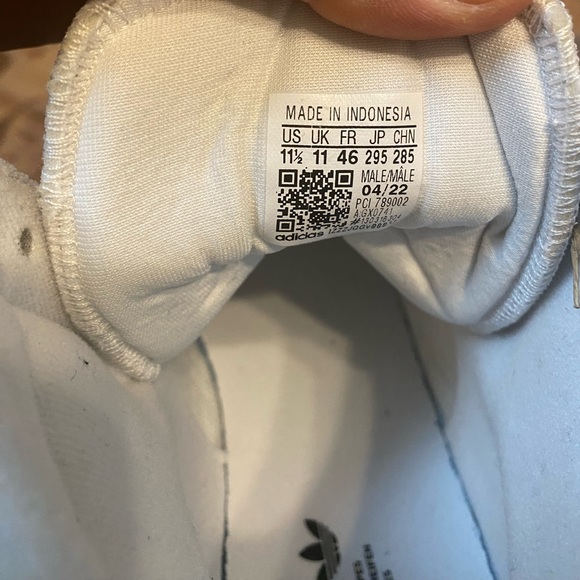 MADE IN INDONESIA
US UK FR JP CHN
11½ 11 46 295 285
MALE/MÂLE
04/22
PCI 789002
adidas